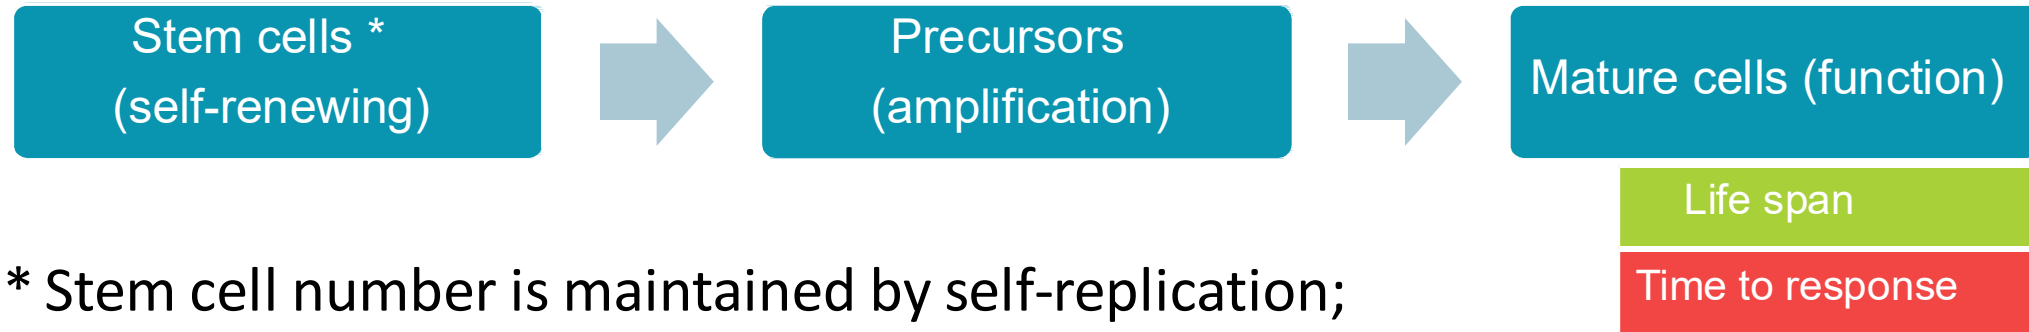 Stem cells *
(self-renewing)
Precursors
(amplification)
Mature cells (function)
Life span
Time to response
* Stem cell number is maintained by self-replication;